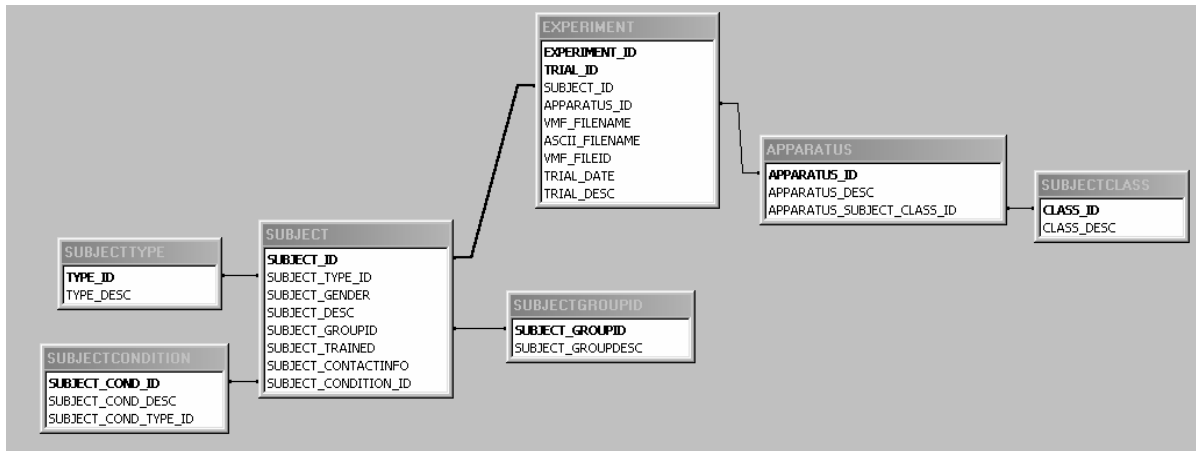 EXPERIMENT
EXPERIMENT_ID
TRIAL_ID
SUBJECT_ID
APPARATUS_ID
VMF_FILENAME
ASCII_FILENAME
VMF_FILEID
TRIAL_DATE
TRIAL_DESC
APPARATUS
APPARATUS_ID
APPARATUS_DESC
APPARATUS_SUBJECT_CLASS_ID
SUBJECTCLASS
CLASS_ID
CLASS_DESC
SUBJECTTYPE
TYPE_ID
TYPE_DESC
SUBJECT
SUBJECT_ID
SUBJECT_TYPE_ID
SUBJECT_GENDER
SUBJECT_DESC
SUBJECT_GROUPID
SUBJECT_TRAINED
SUBJECT_CONTACTINFO
SUBJECT_CONDITION_ID
SUBJECTGROUPID
SUBJECT_GROUPID
SUBJECT_GROUPDESC
SUBJECTCONDITION
SUBJECT_COND_ID
SUBJECT_COND_DESC
SUBJECT_COND_TYPE_ID